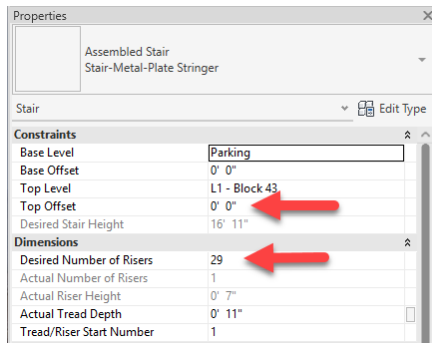 Properties
Assembled Stair
Stair-Metal-Plate Stringer
Stair Edit Type
Constraints
Base Level Parking
Base Offset 0' 0"
Top Level L1 - Block 43
Top Offset 0' 0"
Desired Stair Height 16' 11"
Dimensions
Desired Number of Risers 29
Actual Number of Risers 1
Actual Riser Height 0' 7"
Actual Tread Depth 0' 11"
Tread/Riser Start Number 1